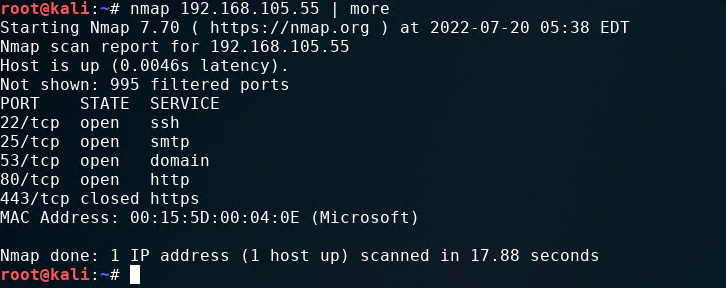 root@kali:~# nmap 192.168.105.55 | more
Starting Nmap 7.70 ( https://nmap.org ) at 2022-07-20 05:38 EDT
Nmap scan report for 192.168.105.55
Host is up (0.0046s latency).
Not shown: 995 filtered ports
PORT    STATE  SERVICE
22/tcp  open   ssh
25/tcp  open   smtp
53/tcp  open   domain
80/tcp  open   http
443/tcp closed https
MAC Address: 00:15:5D:00:04:0E (Microsoft)
Nmap done: 1 IP address (1 host up) scanned in 17.88 seconds
root@kali:~#